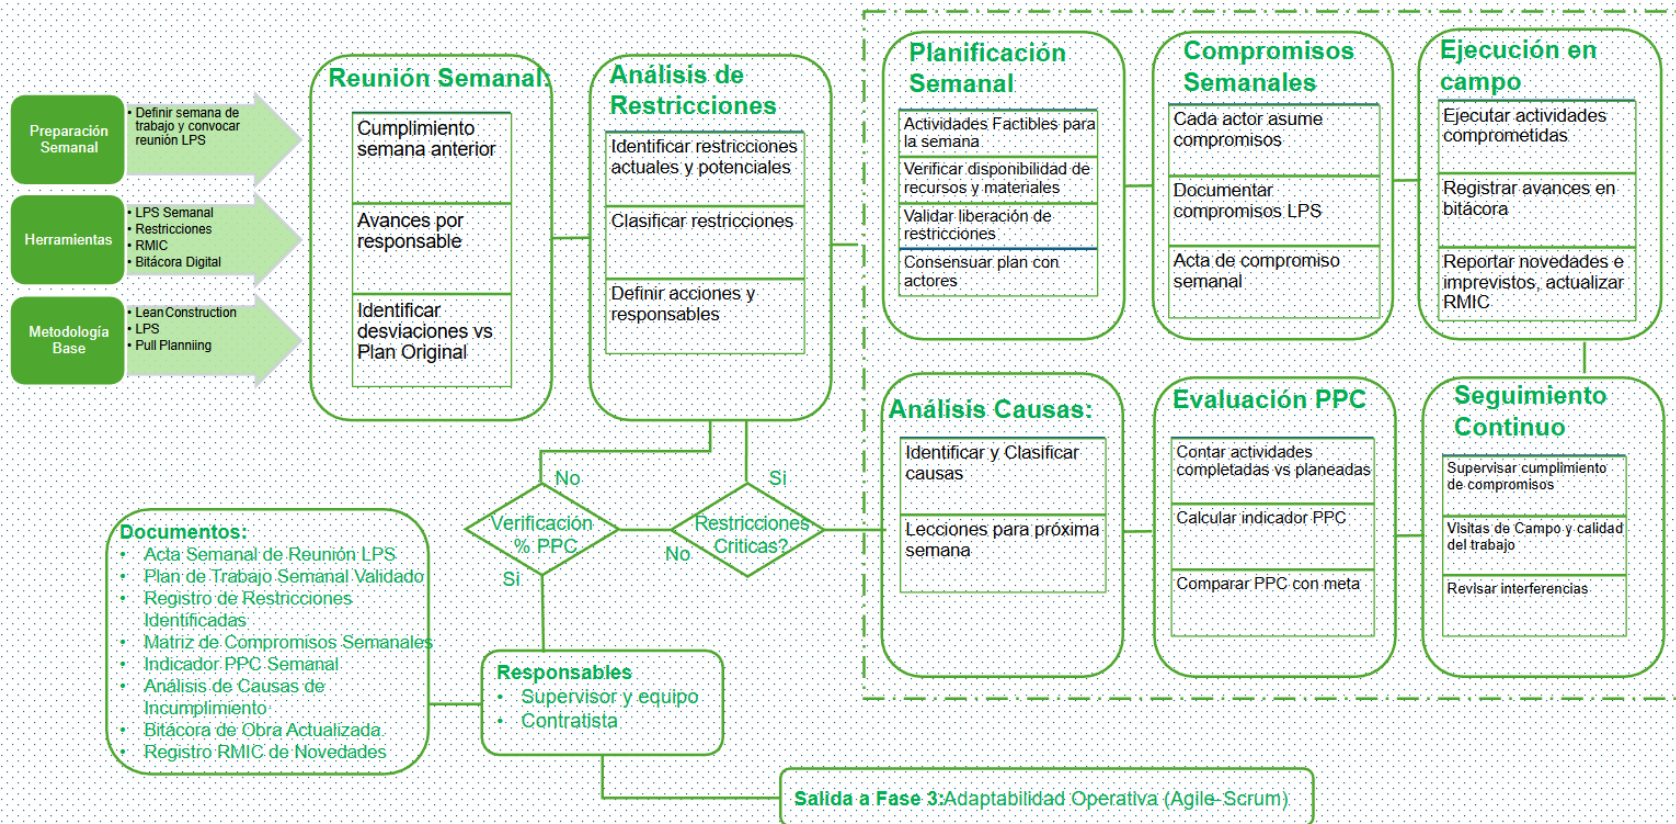 Preparación
Semanal
• Definir semana de
trabajo y convocar
reunión LPS
Herramientas
• LPS Semanal
• Restricciones
• RMIC
• Bitácora Digital
Metodología
Base
• Lean Construction
• LPS
• Pull Planniing
Reunión Semanal:
Cumplimiento
semana anterior
Avances por
responsable
Identificar
desviaciones vs
Plan Original
Análisis de
Restricciones
Identificar restricciones
actuales y potenciales
Clasificar restricciones
Definir acciones y
responsables
Planificación
Semanal
Actividades Factibles para
la semana
Verificar disponibilidad de
recursos y materiales
Validar liberación de
restricciones
Consensuar plan con
actores
Compromisos
Semanales
Cada actor asume
compromisos
Documentar
compromisos LPS
Acta de compromiso
semanal
Ejecución en
campo
Ejecutar actividades
comprometidas
Registrar avances en
bitácora
Reportar novedades e
imprevistos, actualizar
RMIC
Seguimiento
Continuo
Supervisar cumplimiento
de compromisos
Visitas de Campo y calidad
del trabajo
Revisar interferencias
Evaluación PPC
Contar actividades
completadas vs planeadas
Calcular indicador PPC
Comparar PPC con meta
Análisis Causas:
Identificar y Clasificar
causas
Lecciones para próxima
semana
Si
Restricciones
Criticas?
No
No
Verificación
% PPC
Si
Documentos:
• Acta Semanal de Reunión LPS
• Plan de Trabajo Semanal Validado
• Registro de Restricciones
Identificadas
• Matriz de Compromisos Semanales
• Indicador PPC Semanal
• Análisis de Causas de
Incumplimiento
• Bitácora de Obra Actualizada.
• Registro RMIC de Novedades
Responsables
• Supervisor y equipo
• Contratista
Salida a Fase 3:Adaptabilidad Operativa (Agile–Scrum)